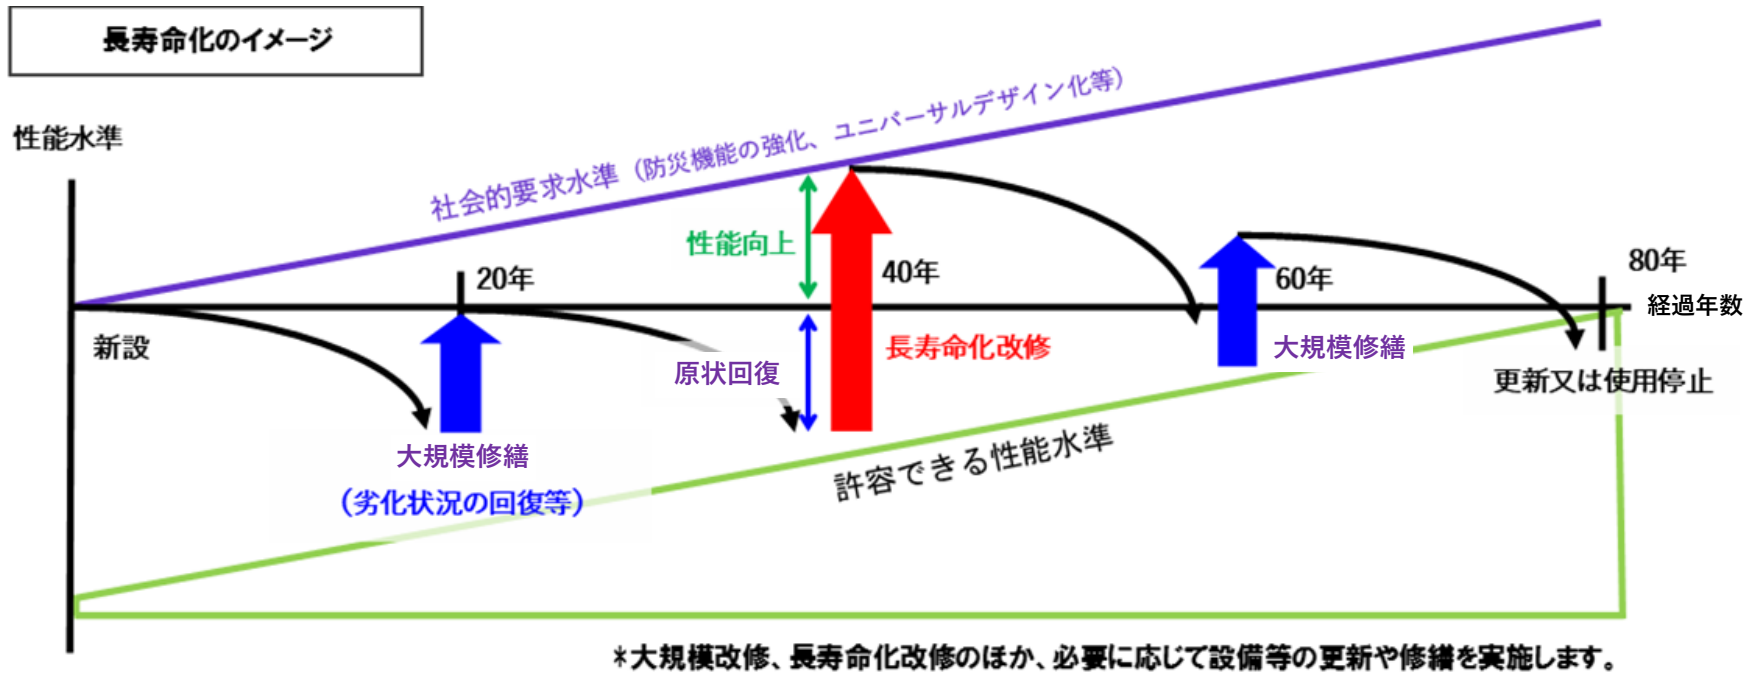 長寿命化のイメージ
性能水準
社会的要求水準（防災機能の強化、ユニバーサルデザイン化等）
性能向上
20年
40年
60年
80年
経過年数
新設
原状回復
長寿命化改修
大規模修繕
更新又は使用停止
大規模修繕
（劣化状況の回復等）
許容できる性能水準
*大規模改修、長寿命化改修のほか、必要に応じて設備等の更新や修繕を実施します。